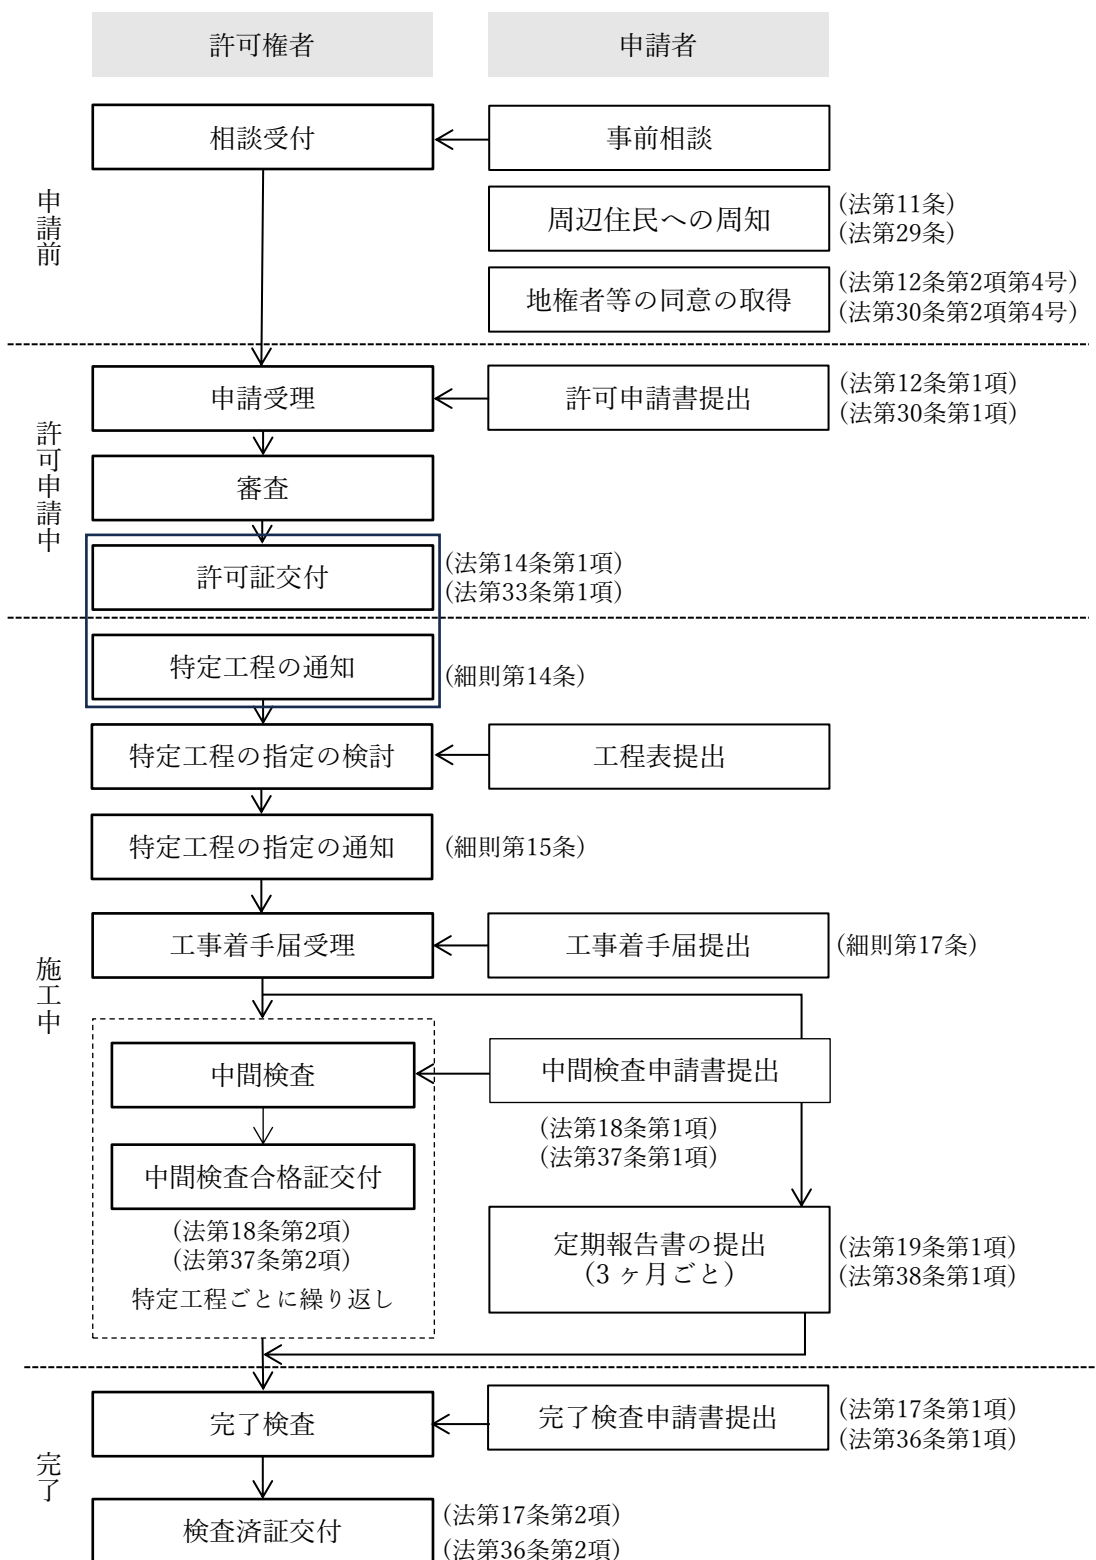 許可権者
申請者
申請前
相談受付
事前相談
周辺住民への周知
(法第11条)
(法第29条)
地権者等の同意の取得
(法第12条第2項第4号)
(法第30条第2項第4号)
許可申請中
申請受理
許可申請書提出
(法第12条第1項)
(法第30条第1項)
審査
許可証交付
(法第14条第1項)
(法第33条第1項)
施工中
特定工程の通知
(細則第14条)
特定工程の指定の検討
工程表提出
特定工程の指定の通知
(細則第15条)
工事着手届受理
工事着手届提出
(細則第17条)
中間検査
中間検査申請書提出
(法第18条第1項)
(法第37条第1項)
中間検査合格証交付
(法第18条第2項)
(法第37条第2項)
特定工程ごとに繰り返し
定期報告書の提出
(3 ヶ月ごと)
(法第19条第1項)
(法第38条第1項)
完了
完了検査
完了検査申請書提出
(法第17条第1項)
(法第36条第1項)
検査済証交付
(法第17条第2項)
(法第36条第2項)